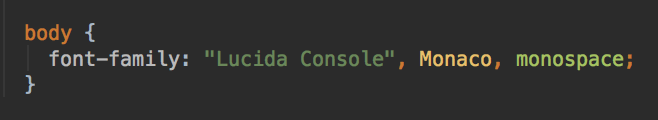 body {
  font-family: "Lucida Console", Monaco, monospace;
}